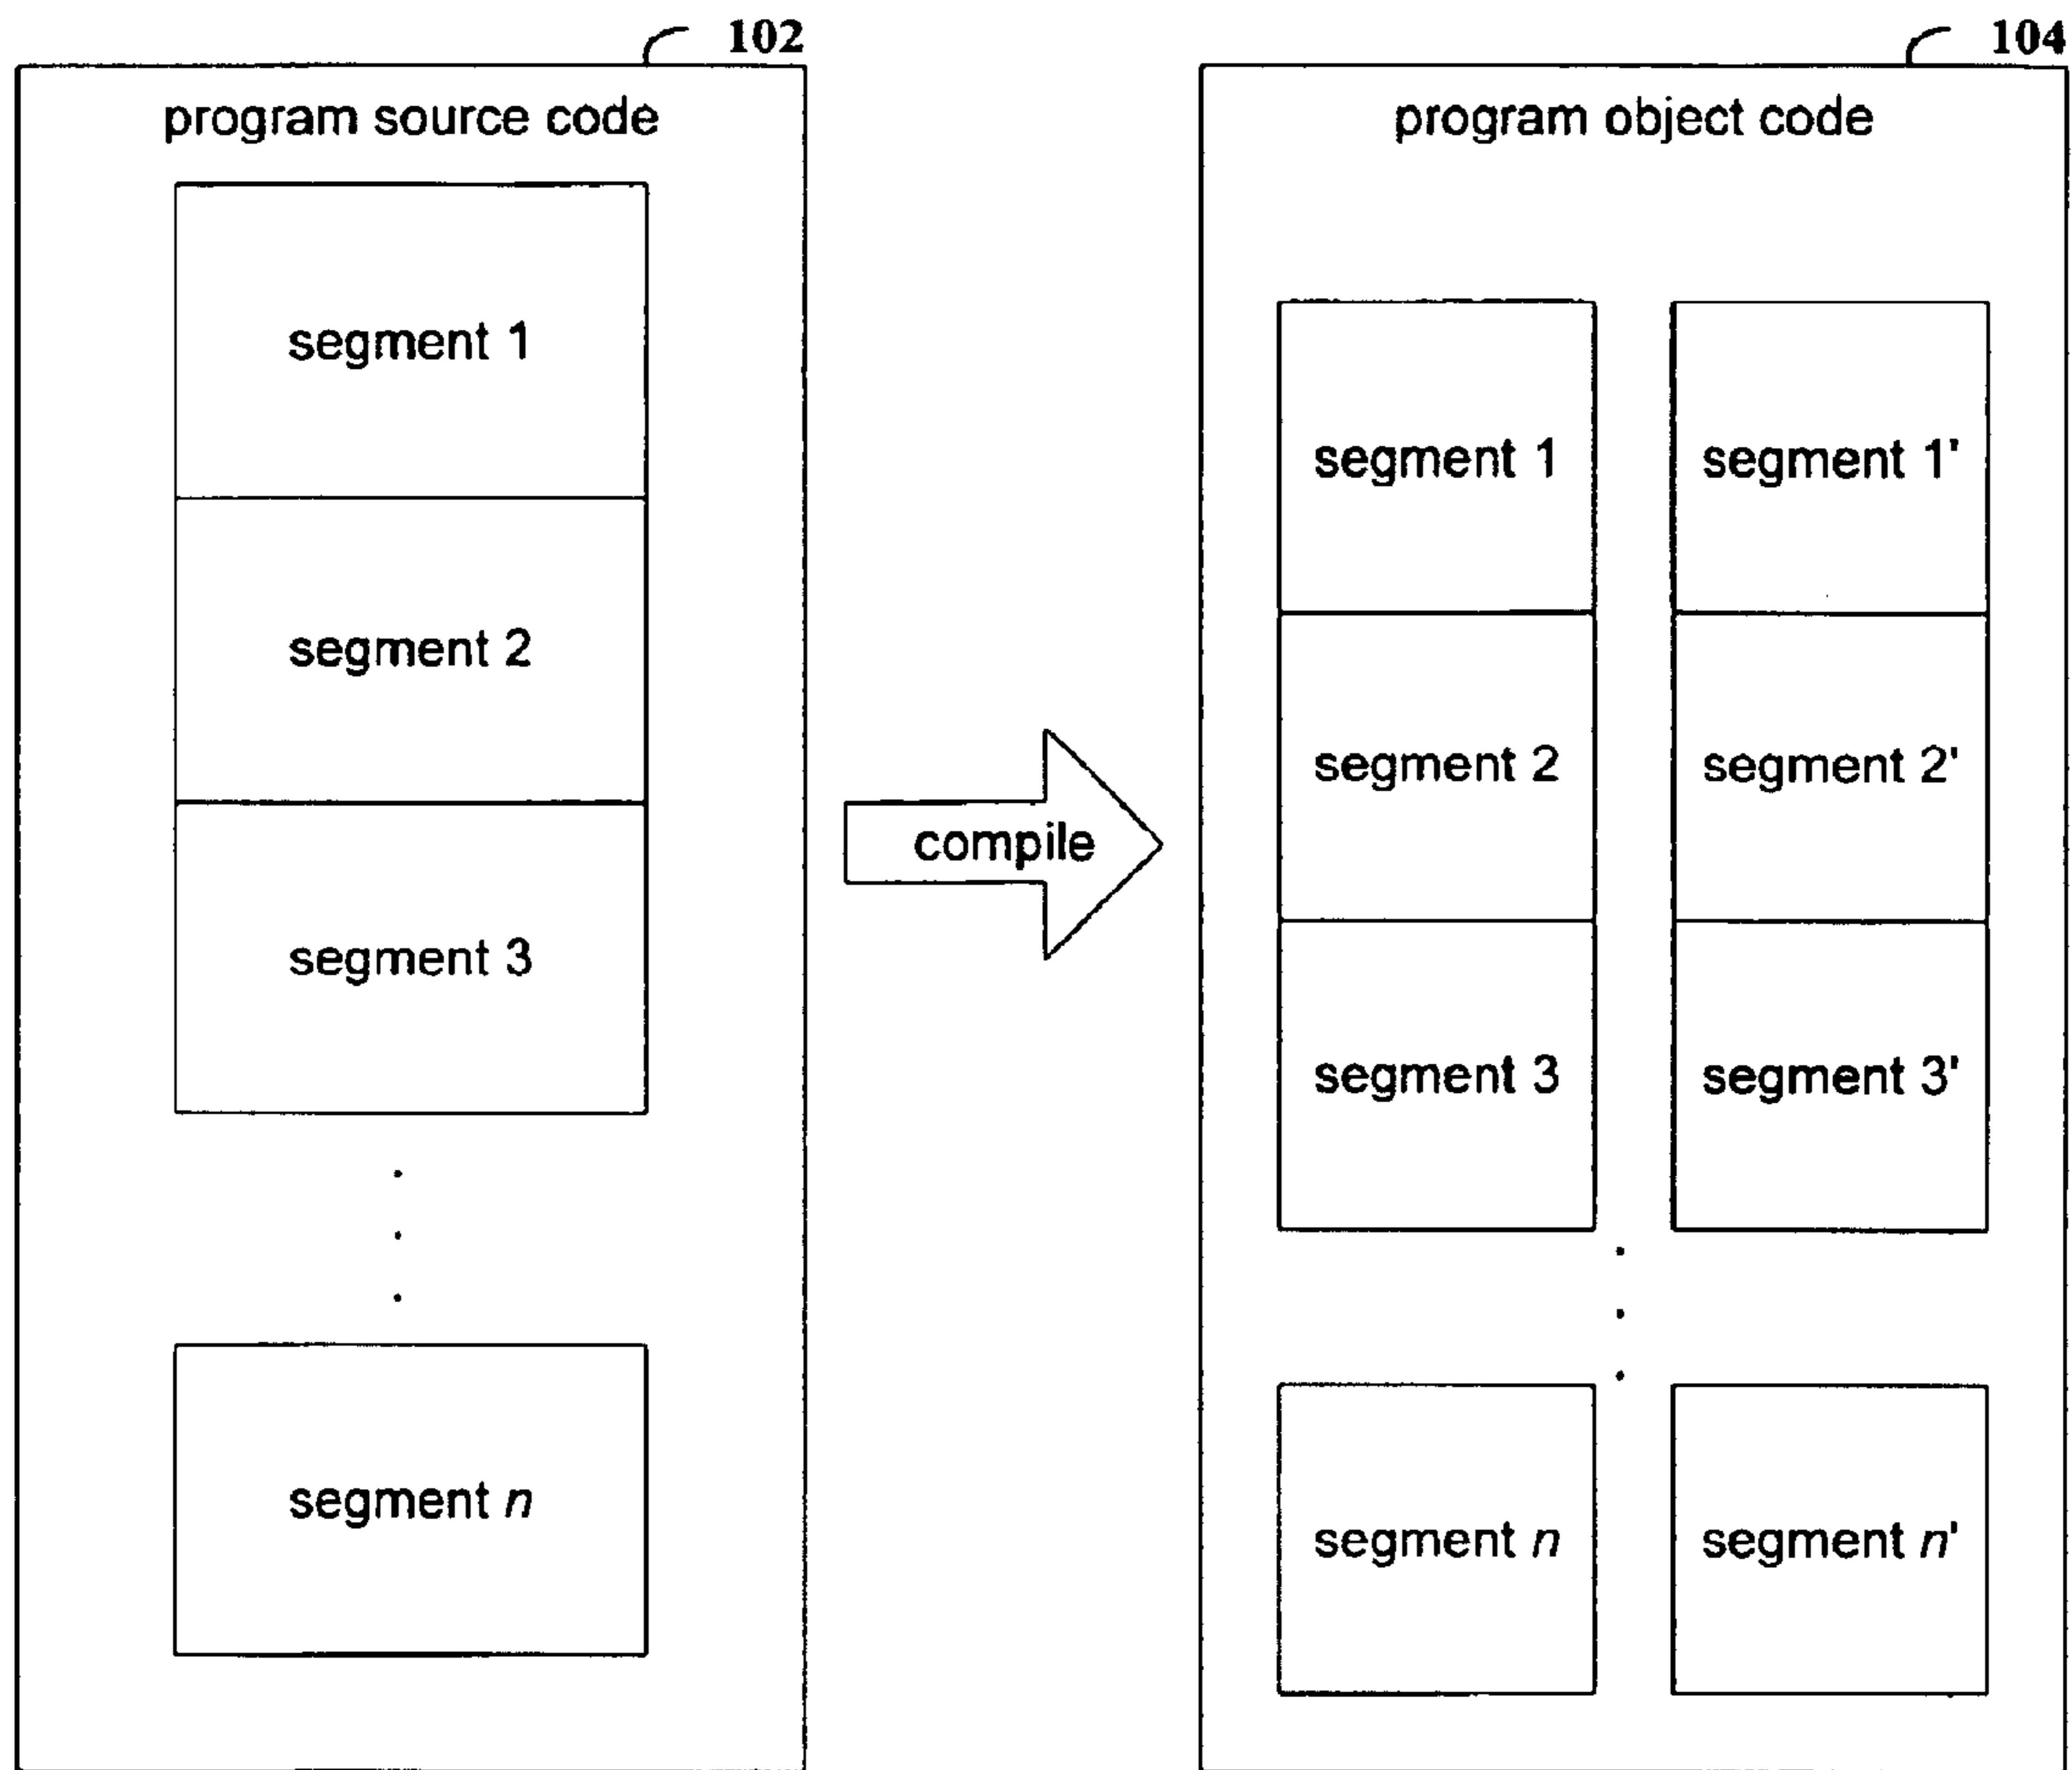 102
program source code
segment 1
segment 2
segment 3
segment n
compile
104
program object code
segment 1 segment 1'
segment 2 segment 2'
segment 3 segment 3'
segment n segment n'